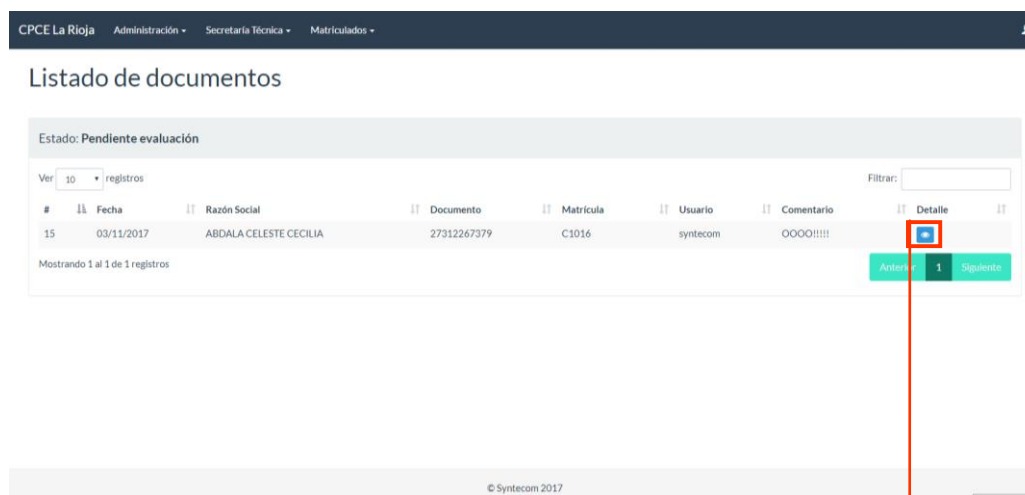 CPCE La Rioja Administración Secretaría Técnica Matriculados
Listado de documentos
Estado: Pendiente evaluación
Ver 10 registros Filtrar:
# Fecha Razón Social Documento Matrícula Usuario Comentario Detalle
15 03/11/2017 ABDALA CELESTE CECILIA 27312267379 C1016 syntecom OOOO!!!!!
Mostrando 1 al 1 de 1 registros
Anterior 1 Siguiente
© Syntecom 2017